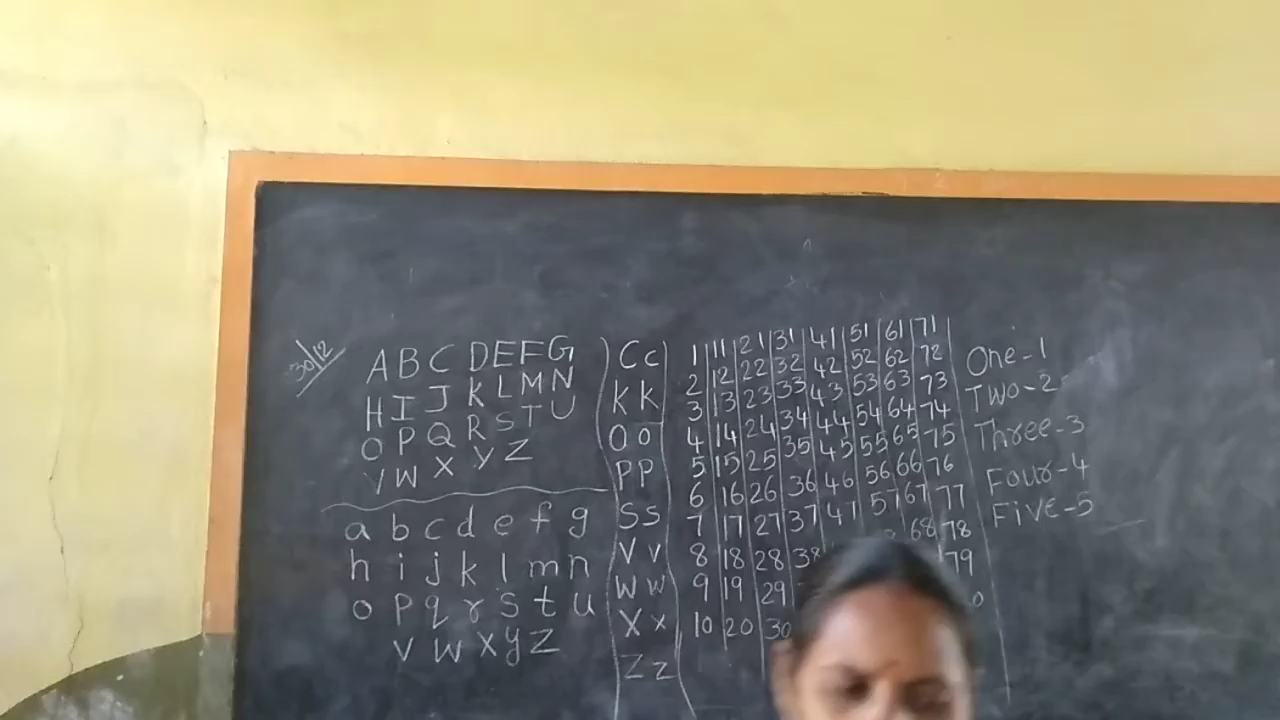 30/12
A B C D E F G
H I J K L M N
O P Q R S T U
V W X Y Z
a b c d e f g
h i j k l m n
o p q r s t u
v w x y z
C c
K k
O o
P p
S s
V v
W w
X x
Z z
1 11 21 31 41 51 61 71
2 12 22 32 42 52 62 72
3 13 23 33 43 53 63 73
4 14 24 34 44 54 64 74
5 15 25 35 45 55 65 75
6 16 26 36 46 56 66 76
7 17 27 37 47 57 67 77
8 18 28 38 68 78
9 19 29 79
10 20 30
One-1
Two-2
Three-3
Four-4
Five-5